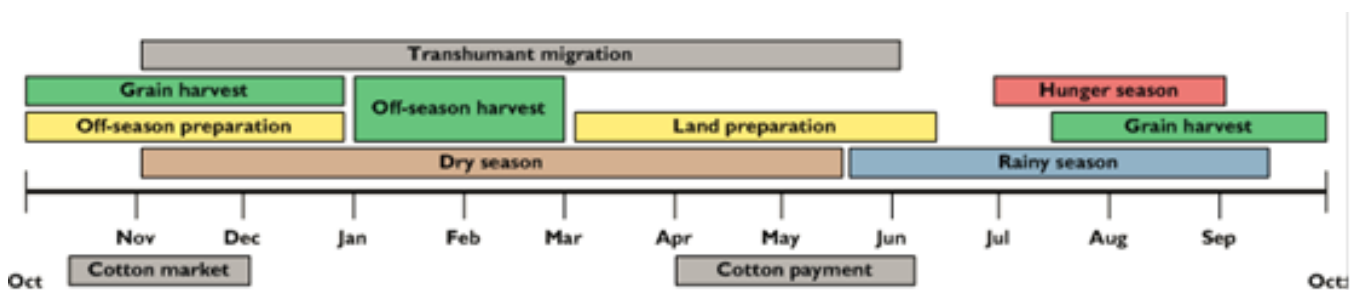 Transhumant migration
Grain harvest
Off-season harvest
Hunger season
Off-season preparation
Land preparation
Grain harvest
Dry season
Rainy season
Nov Dec Jan Feb Mar Apr May Jun Jul Aug Sep
Cotton market
Cotton payment
Oct
Oct